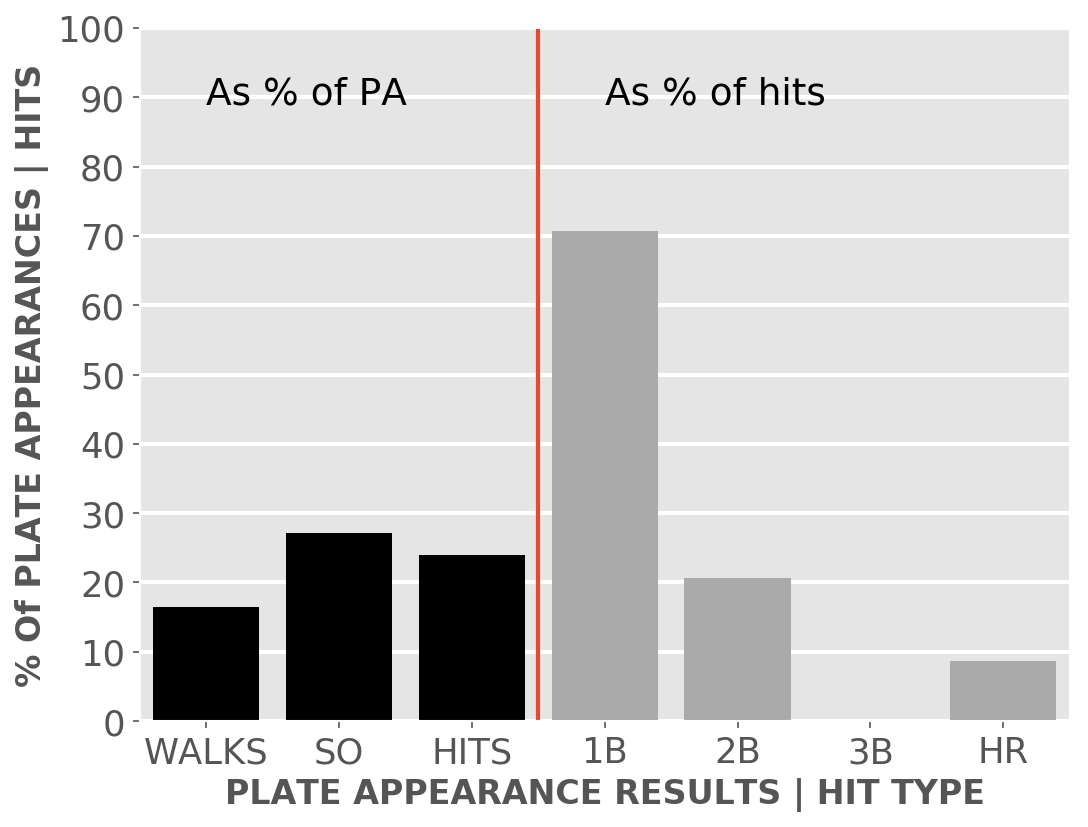 100
90
80
70
60
50
40
30
20
10
0
% Of PLATE APPEARANCES | HITS
As % of PA
As % of hits
WALKS SO HITS 1B 2B 3B HR
PLATE APPEARANCE RESULTS | HIT TYPE